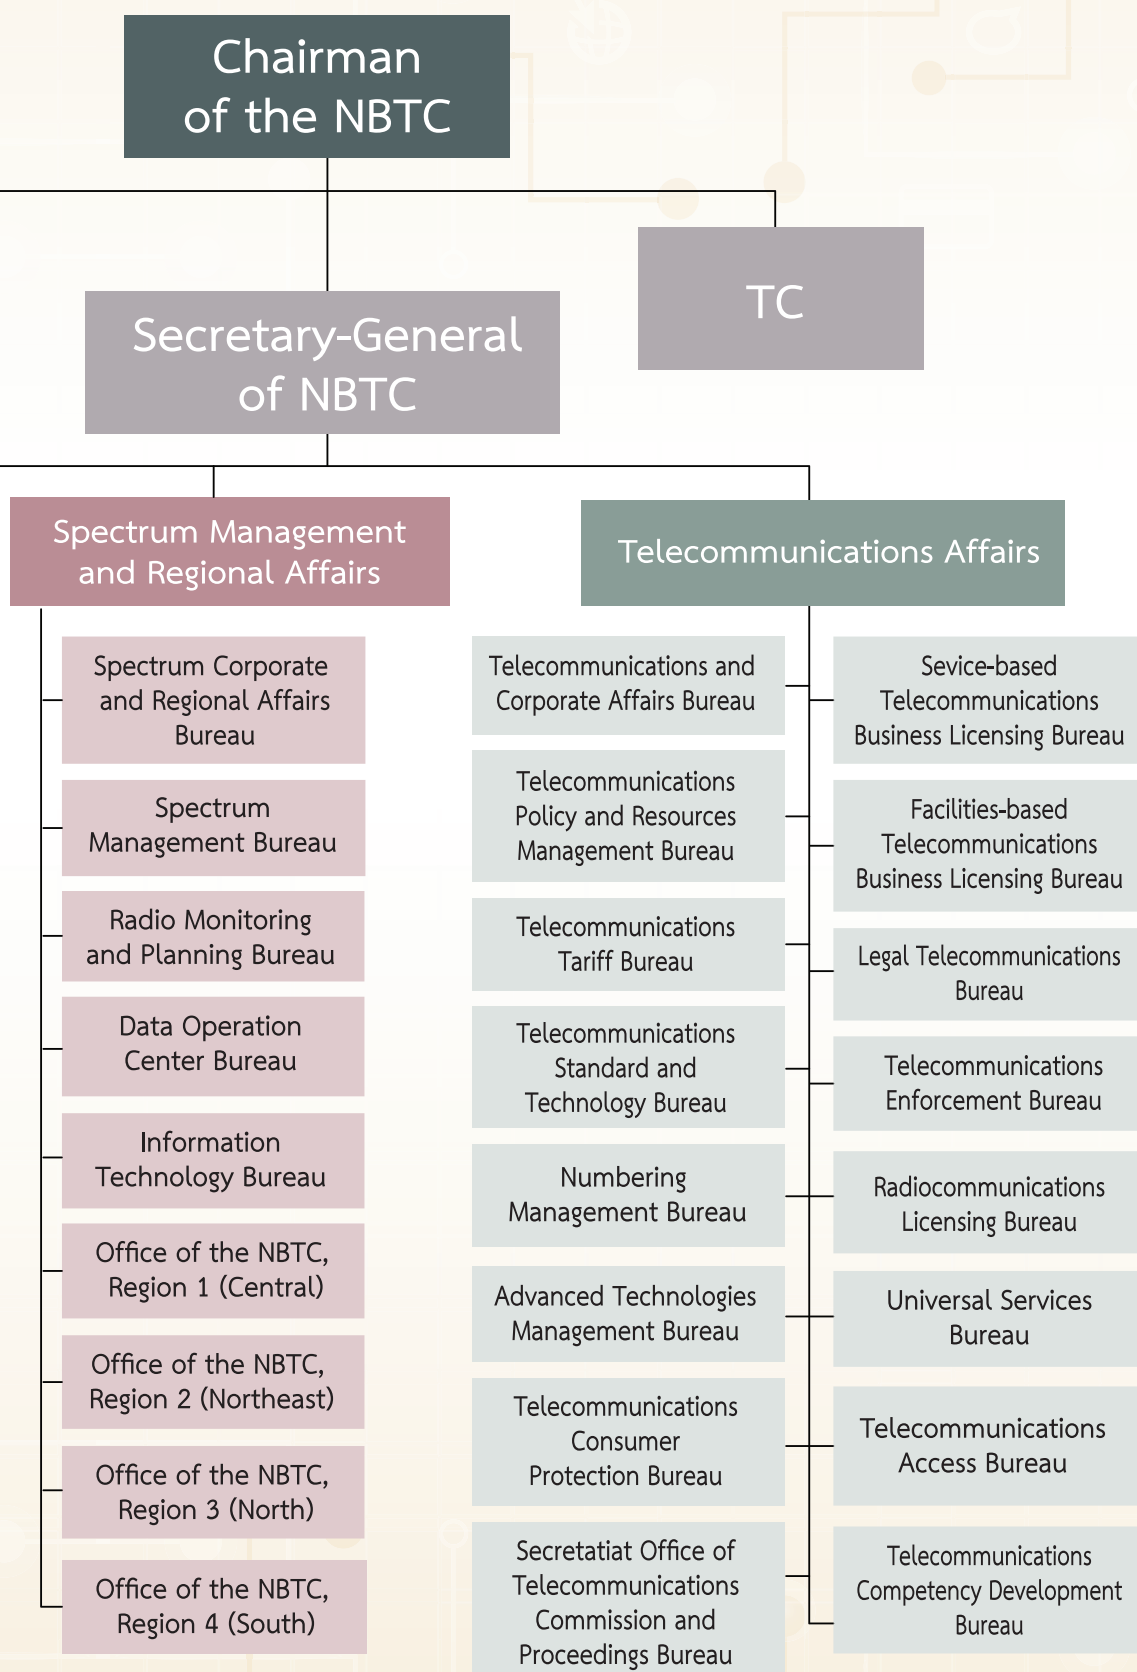 Chairman
of the NBTC
TC
Secretary-General
of NBTC
Spectrum Management
and Regional Affairs
Spectrum Corporate
and Regional Affairs
Bureau
Spectrum
Management Bureau
Radio Monitoring
and Planning Bureau
Data Operation
Center Bureau
Information
Technology Bureau
Office of the NBTC,
Region 1 (Central)
Office of the NBTC,
Region 2 (Northeast)
Office of the NBTC,
Region 3 (North)
Office of the NBTC,
Region 4 (South)
Telecommunications Affairs
Telecommunications and
Corporate Affairs Bureau
Telecommunications
Policy and Resources
Management Bureau
Telecommunications
Tariff Bureau
Telecommunications
Standard and
Technology Bureau
Numbering
Management Bureau
Advanced Technologies
Management Bureau
Telecommunications
Consumer
Protection Bureau
Secretatiat Office of
Telecommunications
Commission and
Proceedings Bureau
Sevice-based
Telecommunications
Business Licensing Bureau
Facilities-based
Telecommunications
Business Licensing Bureau
Legal Telecommunications
Bureau
Telecommunications
Enforcement Bureau
Radiocommunications
Licensing Bureau
Universal Services
Bureau
Telecommunications
Access Bureau
Telecommunications
Competency Development
Bureau